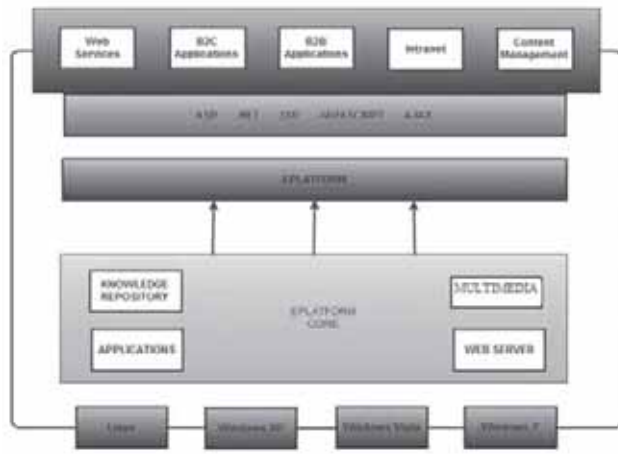 Web
Services
B2C
Applications
B2B
Applications
Intranet
Content
Management
ASP .NET JAVASCRIPT AJAX
EPLATFORM
KNOWLEDGE
REPOSITORY
MULTIMEDIA
EPLATFORM
CORE
APPLICATIONS
WEB SERVER
Linux
Windows XP
Windows Vista
Windows 7